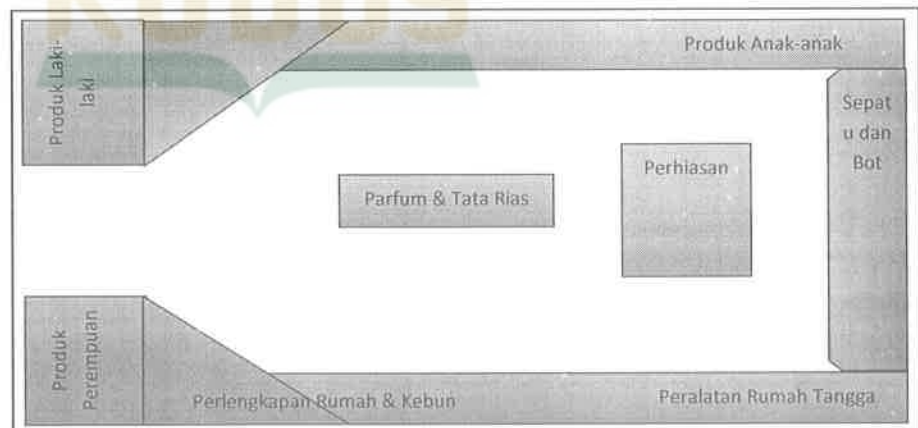 KUDUS
Produk Laki-
laki
Produk Anak-anak
Sepat
u dan
Bot
Perhiasan
Parfum & Tata Rias
Produk
Perempuan
Perlengkapan Rumah & Kebun
Peralatan Rumah Tangga